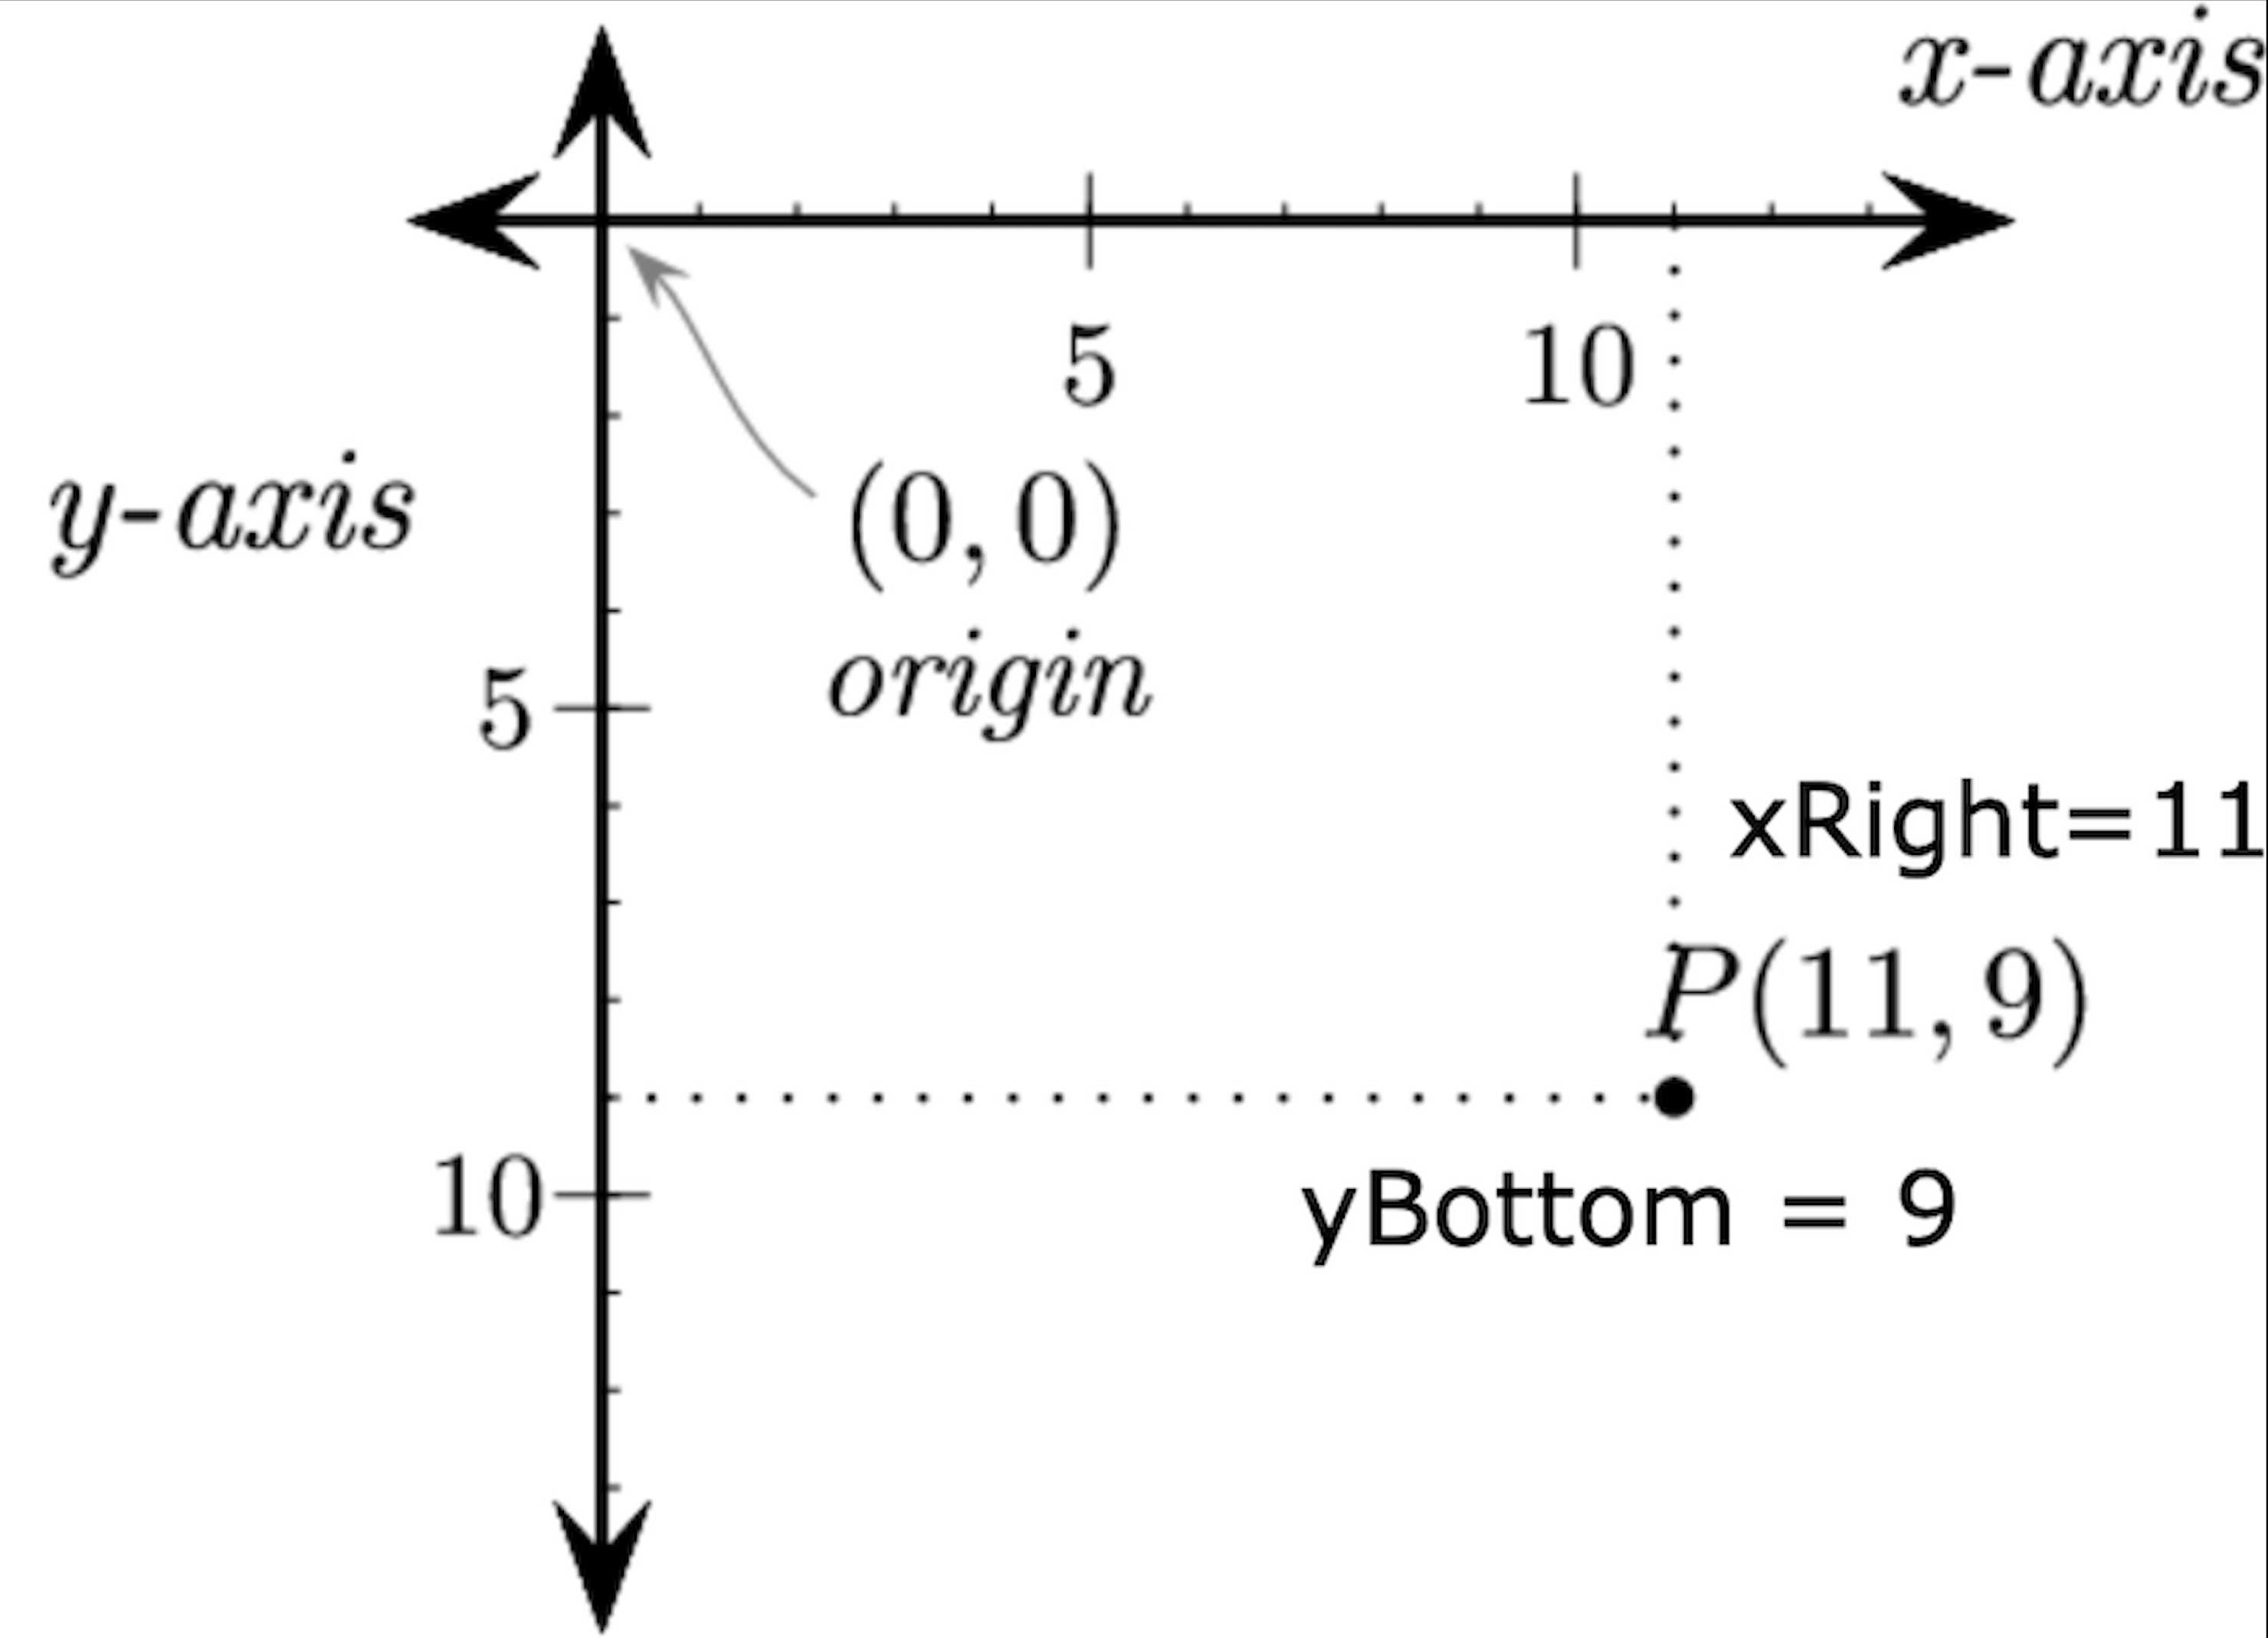 x-axis
5
10
y-axis
(0, 0)
origin
5
xRight=11
P(11, 9)
10
yBottom = 9